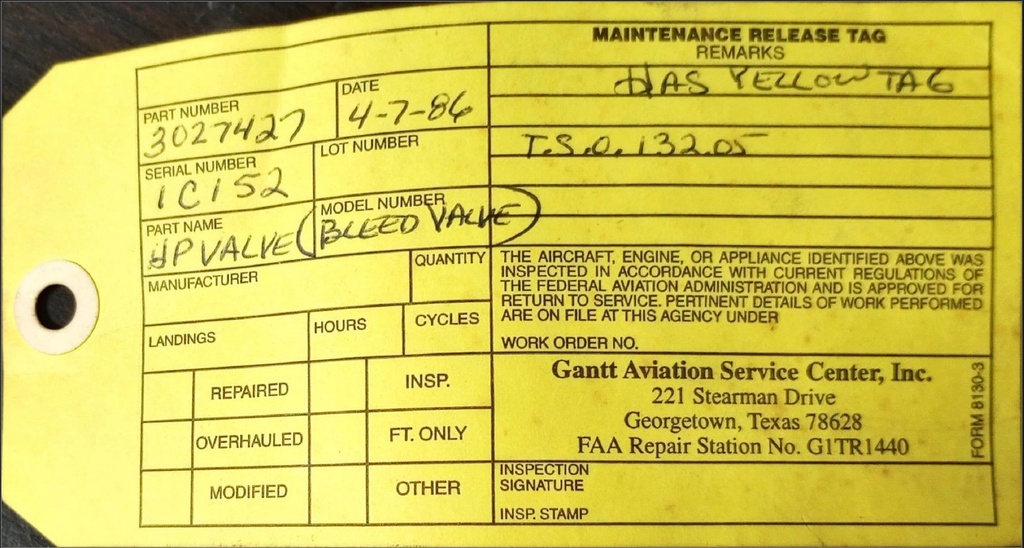 MAINTENANCE RELEASE TAG
REMARKS
HAS YELLOW TAG
T.S.O. 132.05
PART NUMBER
3027427
DATE
4-7-86
SERIAL NUMBER
1C152
LOT NUMBER
PART NAME
HP VALVE
MODEL NUMBER
BLEED VALVE
MANUFACTURER
QUANTITY
LANDINGS
HOURS
CYCLES
REPAIRED
INSP.
OVERHAULED
FT. ONLY
MODIFIED
OTHER
THE AIRCRAFT, ENGINE, OR APPLIANCE IDENTIFIED ABOVE WAS
INSPECTED IN ACCORDANCE WITH CURRENT REGULATIONS OF
THE FEDERAL AVIATION ADMINISTRATION AND IS APPROVED FOR
RETURN TO SERVICE. PERTINENT DETAILS OF WORK PERFORMED
ARE ON FILE AT THIS AGENCY UNDER
WORK ORDER NO.
Gantt Aviation Service Center, Inc.
221 Stearman Drive
Georgetown, Texas 78628
FAA Repair Station No. G1TR1440
FORM 8130-3
INSPECTION
SIGNATURE
INSP. STAMP